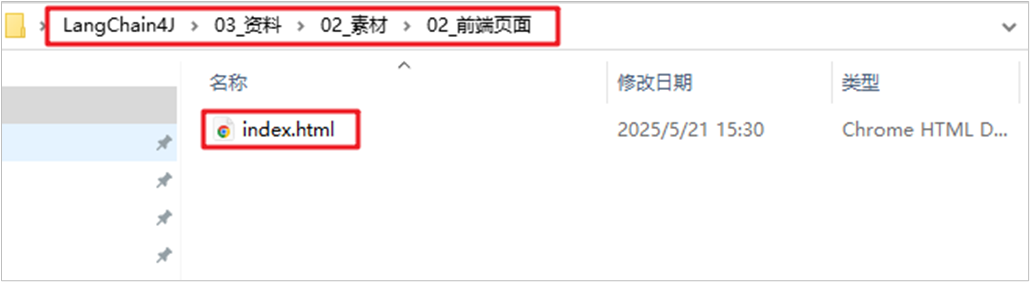 LangChain4J > 03_资料 > 02_素材 > 02_前端页面
名称 修改日期 类型
index.html 2025/5/21 15:30 Chrome HTML D...